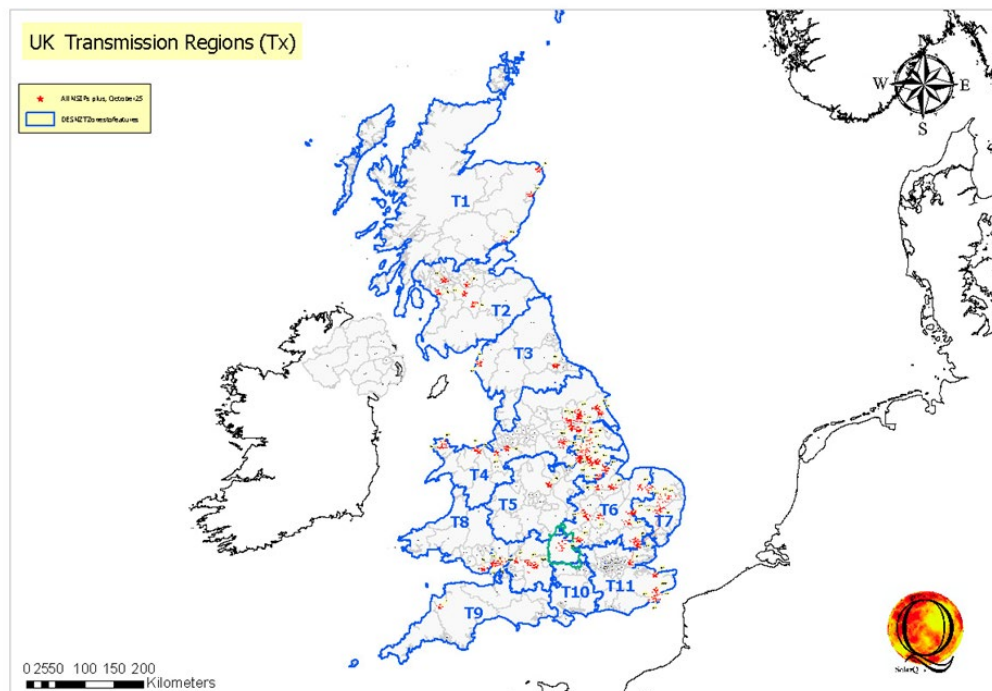 UK Transmission Regions (Tx)
All NSIPs plus, October-25
N
W
E
S
T1
T2
T3
T4
T5
T6
T7
T8
T9
T10
T11
SolarQ
0 25 50 100 150 200
Kilometers